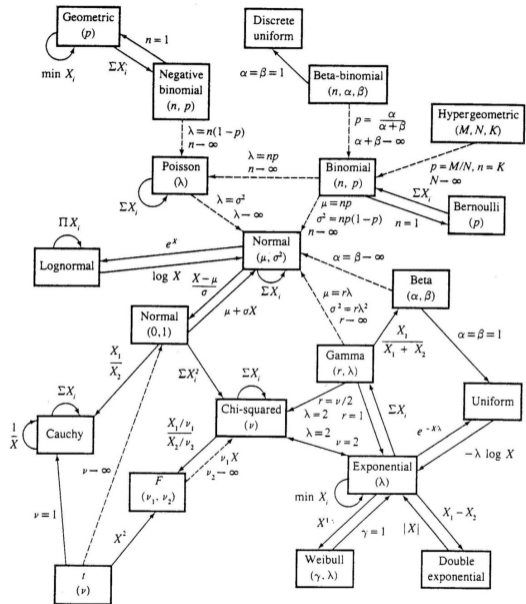 Geometric
(p)
n = 1
min X_i
ΣX_i
Negative
binomial
(n, p)
Discrete
uniform
α = β = 1
Beta-binomial
(n, α, β)
p = α/(α + β)
α + β → ∞
Hypergeometric
(M, N, K)
λ = n(1 − p)
n → ∞
Poisson
(λ)
ΣX_i
λ = np
n → ∞
Binomial
(n, p)
p = M/N, n = K
N → ∞
ΣX_i
n = 1
Bernoulli
(p)
λ = σ²
λ → ∞
μ = np
σ² = np(1 − p)
n → ∞
ΠX_i
Lognormal
e^X
log X
Normal
(μ, σ²)
ΣX_i
α = β → ∞
Beta
(α, β)
(X − μ)/σ
μ + σX
μ = rλ
σ² = rλ²
r → ∞
Normal
(0,1)
X_1/(X_1 + X_2)
α = β = 1
Gamma
(r, λ)
X_1/X_2
ΣX_i²
ΣX_i
ΣX_i
Chi-squared
(ν)
r = ν/2
λ = 2
r = 1
ΣX_i
Uniform
1/X
Cauchy
(X_1/ν_1)/(X_2/ν_2)
λ = 2
ν = 2
e^{−X/λ}
−λ log X
ν → ∞
ν_1 X
ν_2 → ∞
F
(ν_1, ν_2)
min X_i
Exponential
(λ)
ν = 1
X²
γ = 1
|X|
X_1 − X_2
t
(ν)
Weibull
(γ, λ)
Double
exponential